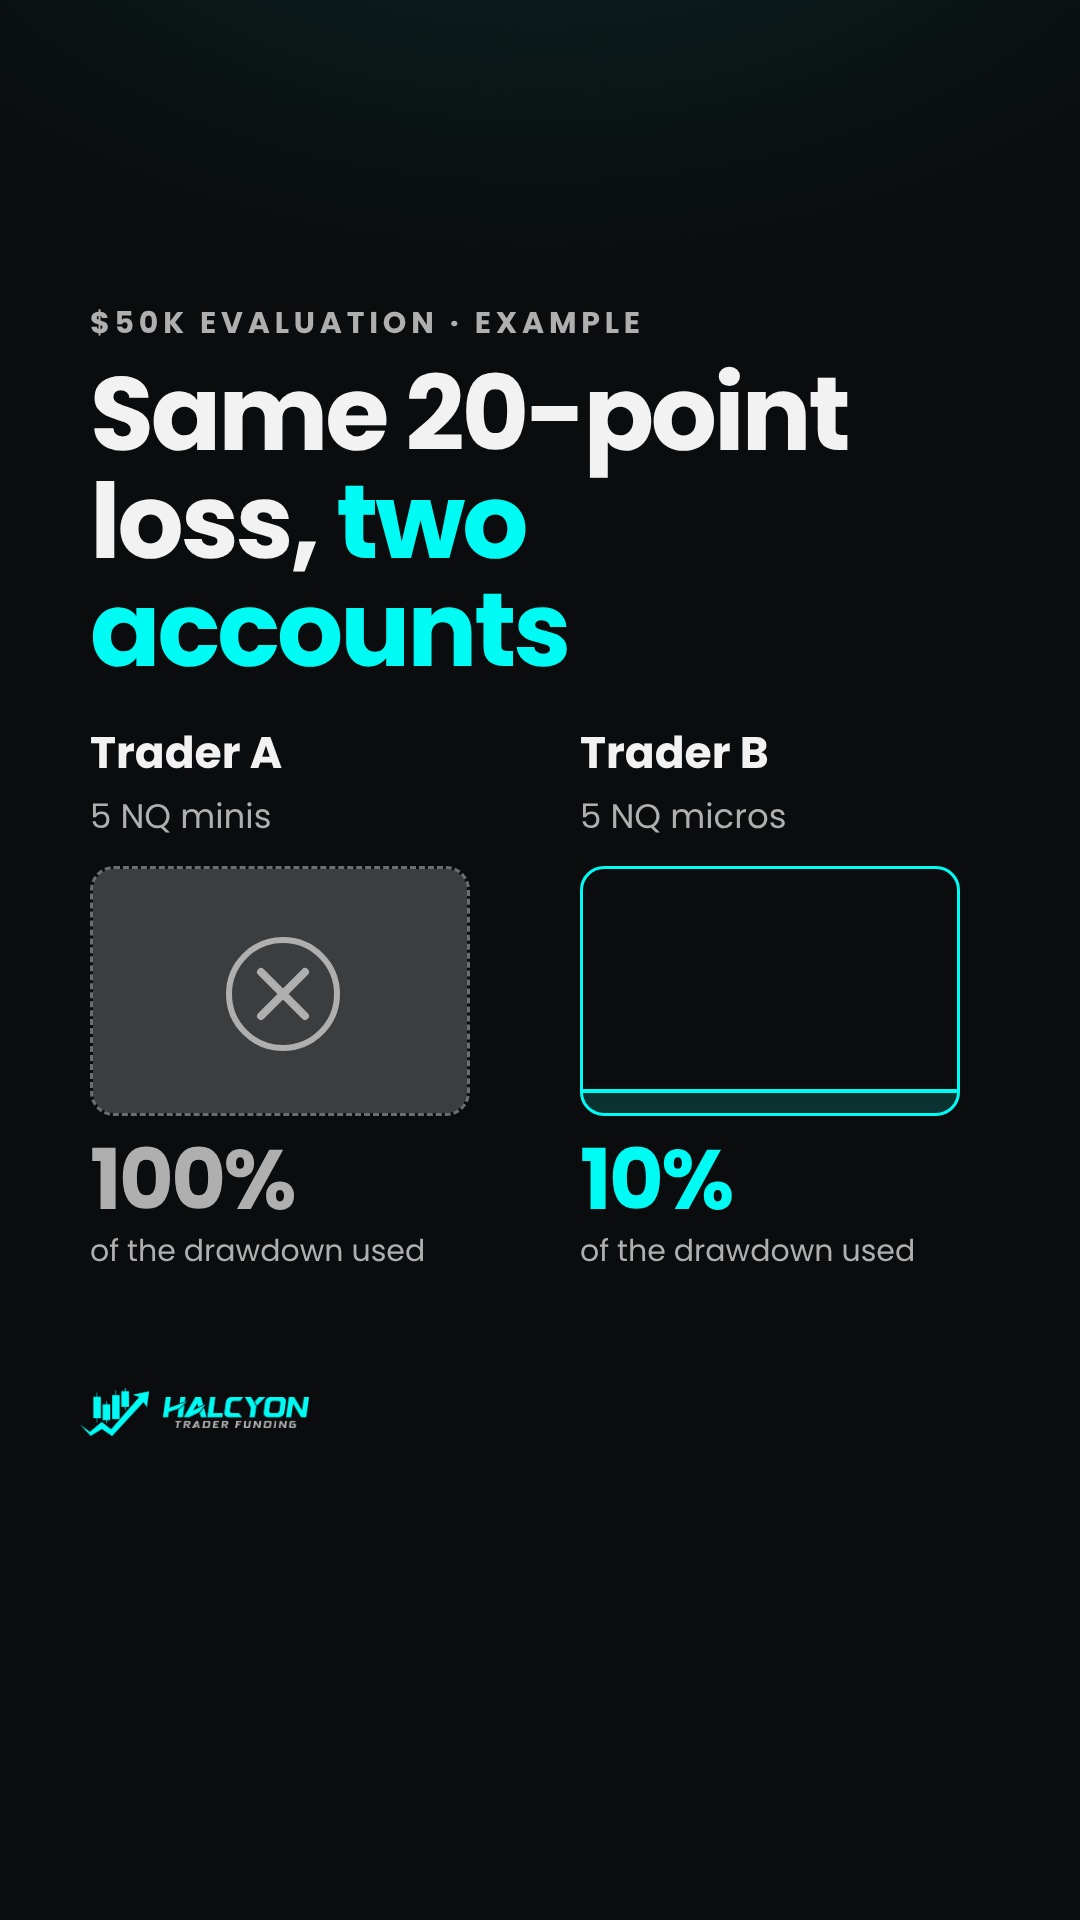 $50K EVALUATION · EXAMPLE
Same 20-point
loss, two
accounts
Trader A
5 NQ minis
100%
of the drawdown used
Trader B
5 NQ micros
10%
of the drawdown used
HALCYON
TRADER FUNDING